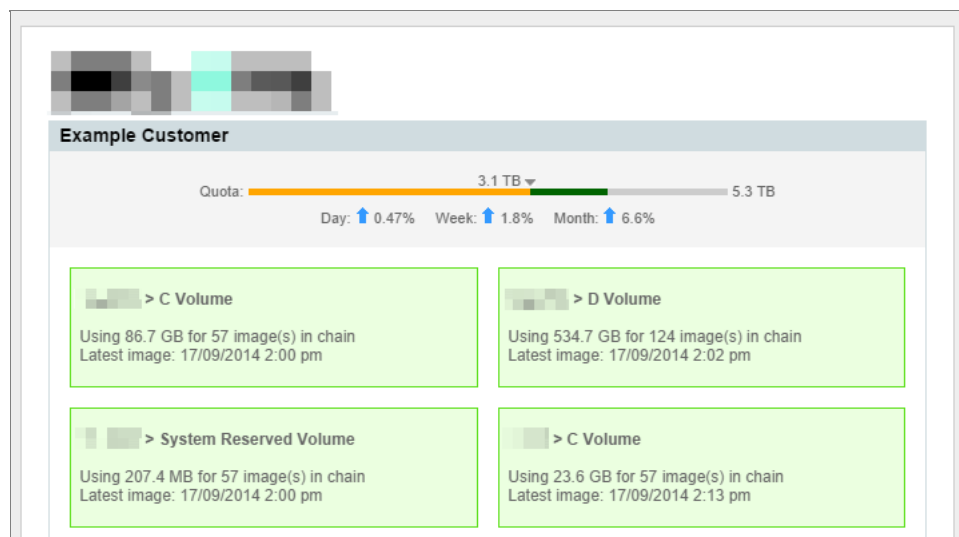 Example Customer
3.1 TB
Quota: 5.3 TB
Day: 0.47% Week: 1.8% Month: 6.6%
> C Volume
Using 86.7 GB for 57 image(s) in chain
Latest image: 17/09/2014 2:00 pm
> D Volume
Using 534.7 GB for 124 image(s) in chain
Latest image: 17/09/2014 2:02 pm
> System Reserved Volume
Using 207.4 MB for 57 image(s) in chain
Latest image: 17/09/2014 2:00 pm
> C Volume
Using 23.6 GB for 57 image(s) in chain
Latest image: 17/09/2014 2:13 pm